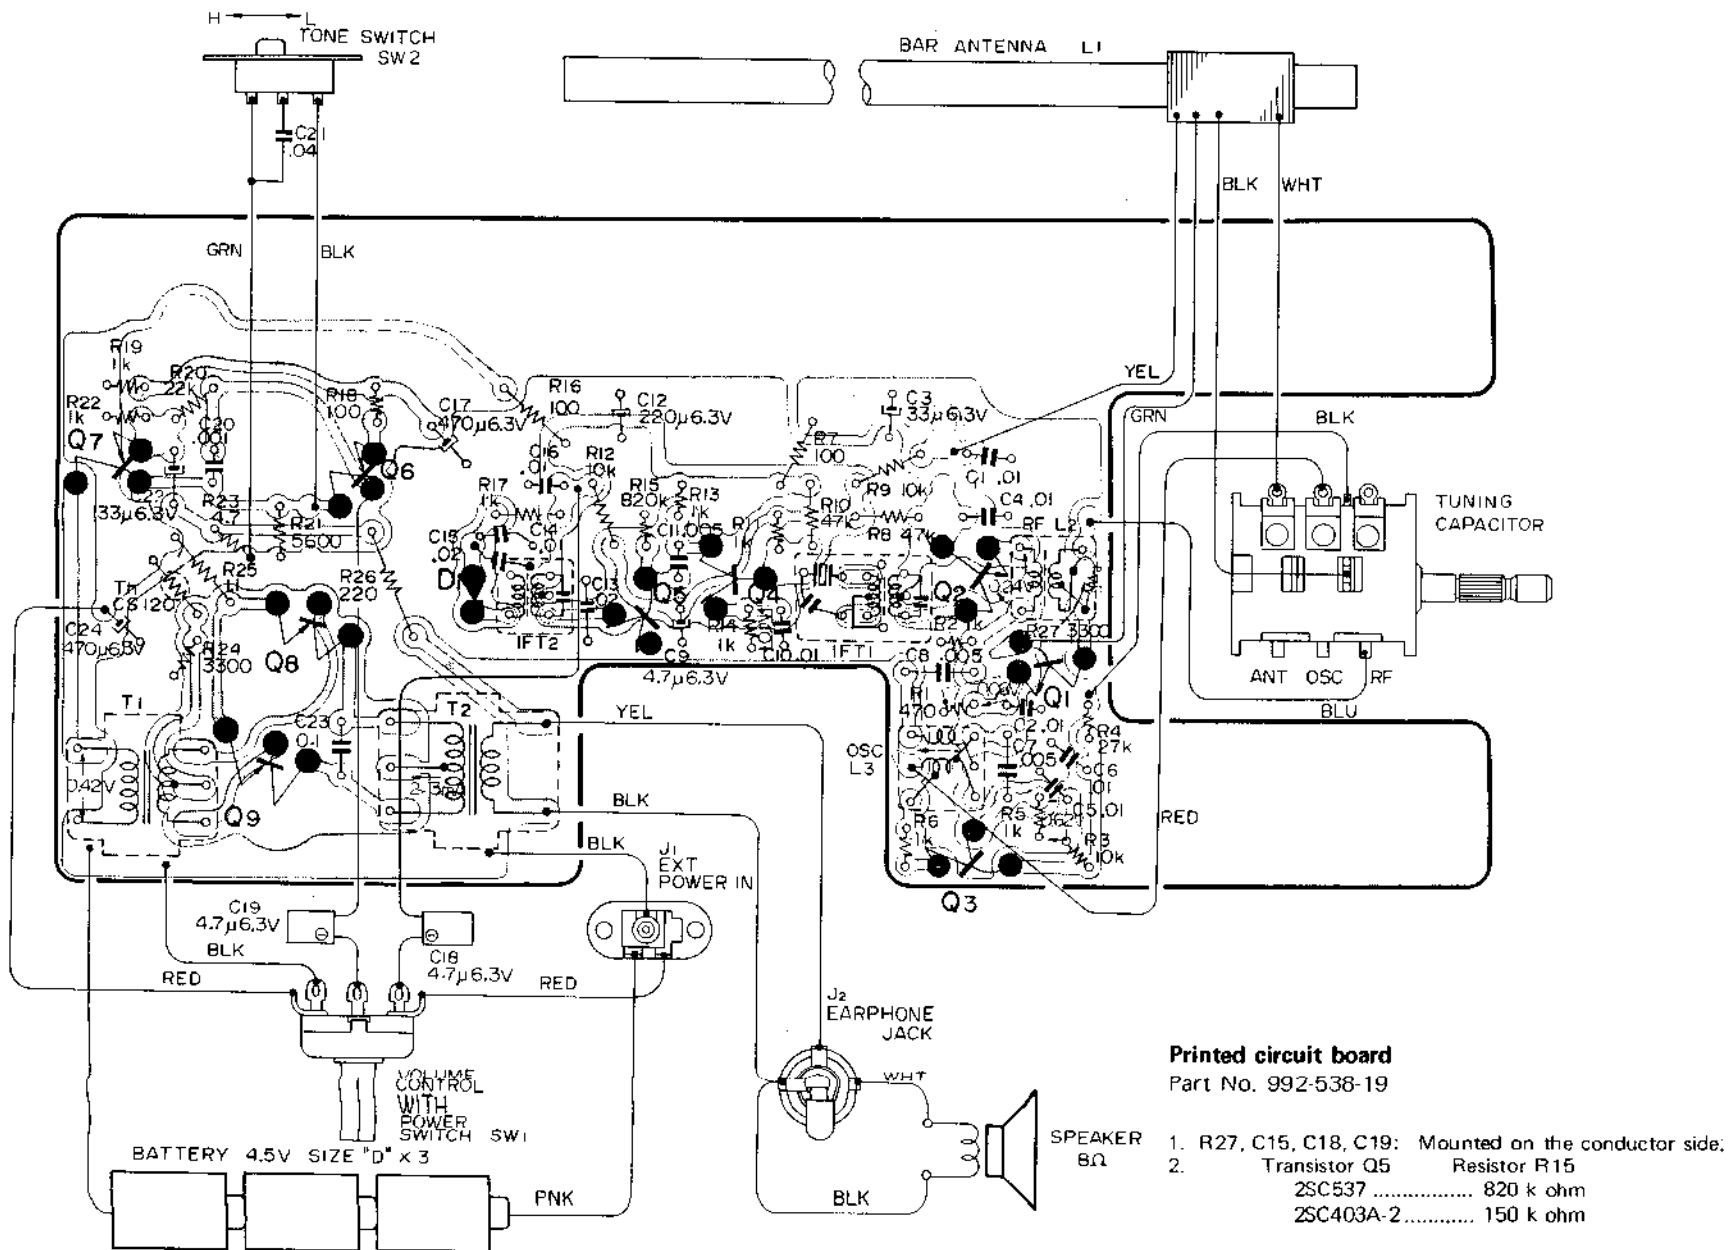 H L
TONE SWITCH
SW2
C21
.04
BAR ANTENNA L1
BLK WHT
GRN BLK
YEL
GRN
BLK
R19
1k
R20
22k
R22
1k
Q7
C20
.001
R18
100
C17
470µ6.3V
Q6
R16
100
C12
220µ6.3V
C3
33µ6.3V
R7
100
C16
.01
R12
10k
R17
1k
R15
820k
R13
1k
C11 .005
R11
1k
R10
47k
R9 10k
R8 47k
C1 .01
C4 .01
RF L2
TUNING
CAPACITOR
33µ6.3V
R23
4.7
R21
5600
R25
Th
CS120
C24
470µ6.3V
R24
3300
R26
220
Q8
C15
.02
C14
D
IFT2
C13
.02
Q5
C9
4.7µ6.3V
R14
1k
Q4
C10 .01
IFT1
Q2
R2 1k
R27 3300
C8 .005
R1
470
Q1
C2 .01
ANT OSC RF
BLU
T1
0.42V
C23
0.1
T2
Q9
YEL
BLK
BLK
OSC
L3
C7
.005
R4
27k
C6
.01
C5 .01
R6
1k
R5
1k
R3
10k
Q3
RED
J1
EXT
POWER IN
C19
4.7µ6.3V
BLK
RED
C18
4.7µ6.3V
RED
J2
EARPHONE
JACK
WHT
VOLUME
CONTROL
WITH
POWER
SWITCH SW1
BATTERY 4.5V SIZE "D" x 3
PNK
BLK
SPEAKER
8Ω
Printed circuit board
Part No. 992-538-19
1. R27, C15, C18, C19: Mounted on the conductor side.
2. Transistor Q5 Resistor R15
2SC537 ................. 820 k ohm
2SC403A-2 ............ 150 k ohm